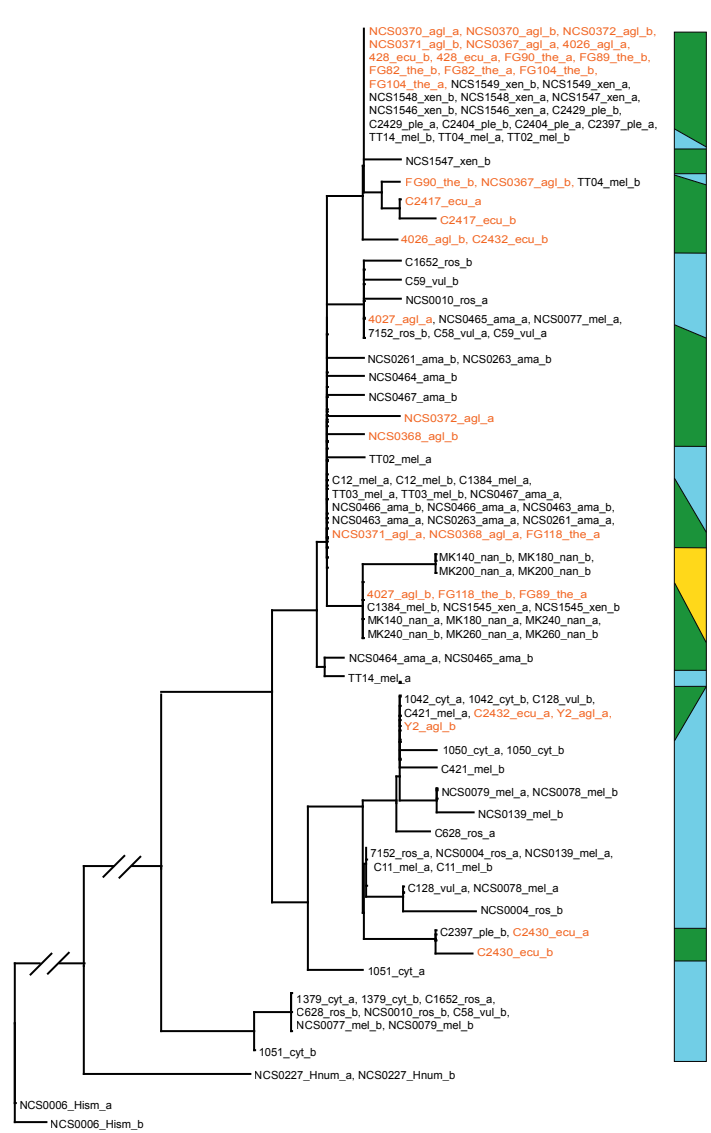 NCS0370_agl_a, NCS0370_agl_b, NCS0372_agl_b,
NCS0371_agl_b, NCS0367_agl_a, 4026_agl_a,
428_ecu_b, 428_ecu_a, FG90_the_a, FG89_the_b,
FG82_the_b, FG82_the_a, FG104_the_b,
FG104_the_a, NCS1549_xen_b, NCS1549_xen_a,
NCS1548_xen_b, NCS1548_xen_a, NCS1547_xen_a,
NCS1546_xen_b, NCS1546_xen_a, C2429_ple_b,
C2429_ple_a, C2404_ple_b, C2404_ple_a, C2397_ple_a,
TT14_mel_b, TT04_mel_a, TT02_mel_b
NCS1547_xen_b
FG90_the_b, NCS0367_agl_b, TT04_mel_b
C2417_ecu_a
C2417_ecu_b
4026_agl_b, C2432_ecu_b
C1652_ros_b
C59_vul_b
NCS0010_ros_a
4027_agl_a, NCS0465_ama_a, NCS0077_mel_a,
7152_ros_b, C58_vul_a, C59_vul_a
NCS0261_ama_b, NCS0263_ama_b
NCS0464_ama_b
NCS0467_ama_b
NCS0372_agl_a
NCS0368_agl_b
TT02_mel_a
C12_mel_a, C12_mel_b, C1384_mel_a,
TT03_mel_a, TT03_mel_b, NCS0467_ama_a,
NCS0466_ama_b, NCS0466_ama_a, NCS0463_ama_b,
NCS0463_ama_a, NCS0263_ama_a, NCS0261_ama_a,
NCS0371_agl_a, NCS0368_agl_a, FG118_the_a
MK140_nan_b, MK180_nan_b,
MK200_nan_a, MK200_nan_b
4027_agl_b, FG118_the_b, FG89_the_a
C1384_mel_b, NCS1545_xen_a, NCS1545_xen_b
MK140_nan_a, MK180_nan_a, MK240_nan_a,
MK240_nan_b, MK260_nan_a, MK260_nan_b
NCS0464_ama_a, NCS0465_ama_b
TT14_mel_a
1042_cyt_a, 1042_cyt_b, C128_vul_b,
C421_mel_a, C2432_ecu_a, Y2_agl_a,
Y2_agl_b
1050_cyt_a, 1050_cyt_b
C421_mel_b
NCS0079_mel_a, NCS0078_mel_b
NCS0139_mel_b
C628_ros_a
7152_ros_a, NCS0004_ros_a, NCS0139_mel_a,
C11_mel_a, C11_mel_b
C128_vul_a, NCS0078_mel_a
NCS0004_ros_b
C2397_ple_b, C2430_ecu_a
C2430_ecu_b
1051_cyt_a
1379_cyt_a, 1379_cyt_b, C1652_ros_a,
C628_ros_b, NCS0010_ros_b, C58_vul_b,
NCS0077_mel_b, NCS0079_mel_b
1051_cyt_b
NCS0227_Hnum_a, NCS0227_Hnum_b
NCS0006_Hism_a
NCS0006_Hism_b